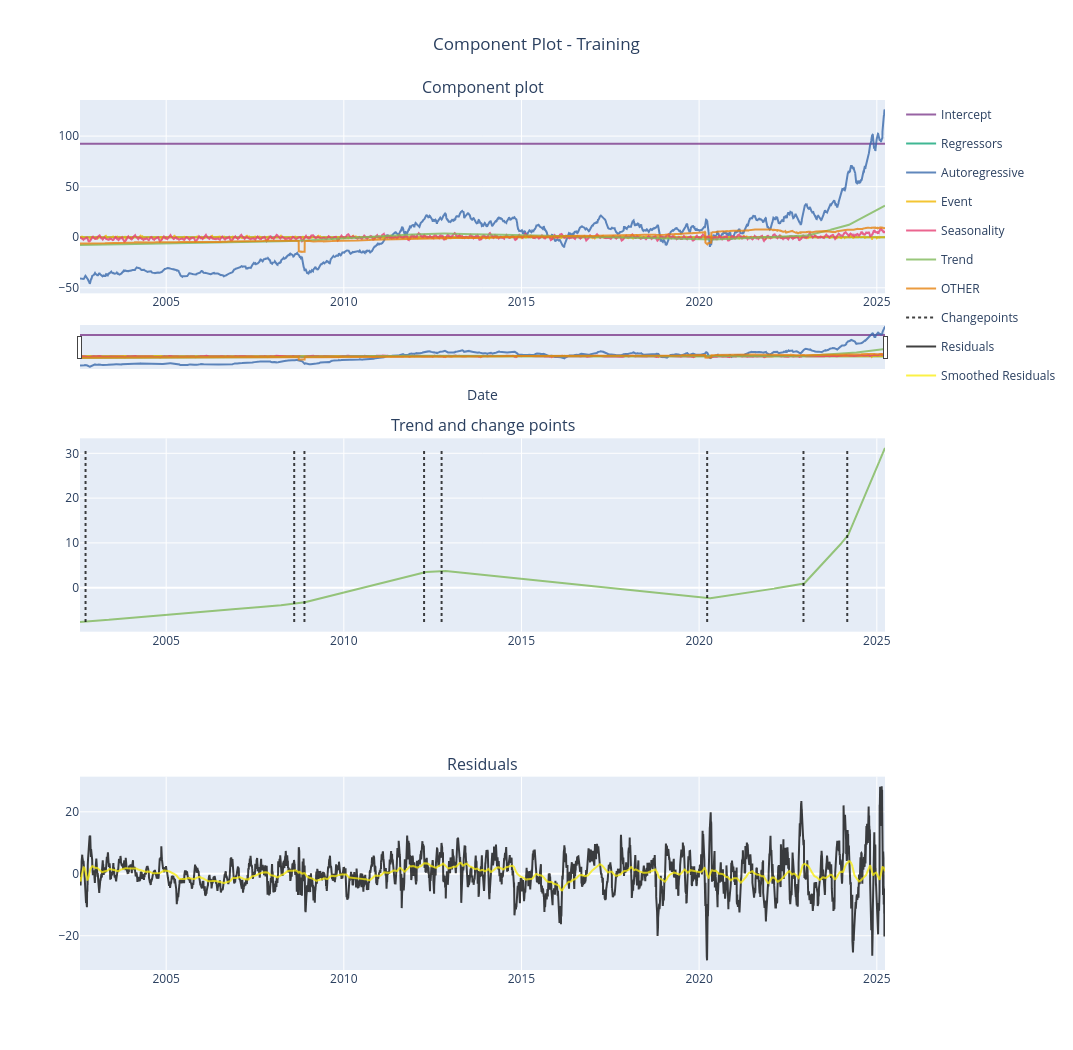 Component Plot - Training
Component plot
100
50
0
−50
2005 2010 2015 2020 2025
Date
Intercept
Regressors
Autoregressive
Event
Seasonality
Trend
OTHER
Changepoints
Residuals
Smoothed Residuals
Trend and change points
30
20
10
0
2005 2010 2015 2020 2025
Residuals
20
0
−20
2005 2010 2015 2020 2025